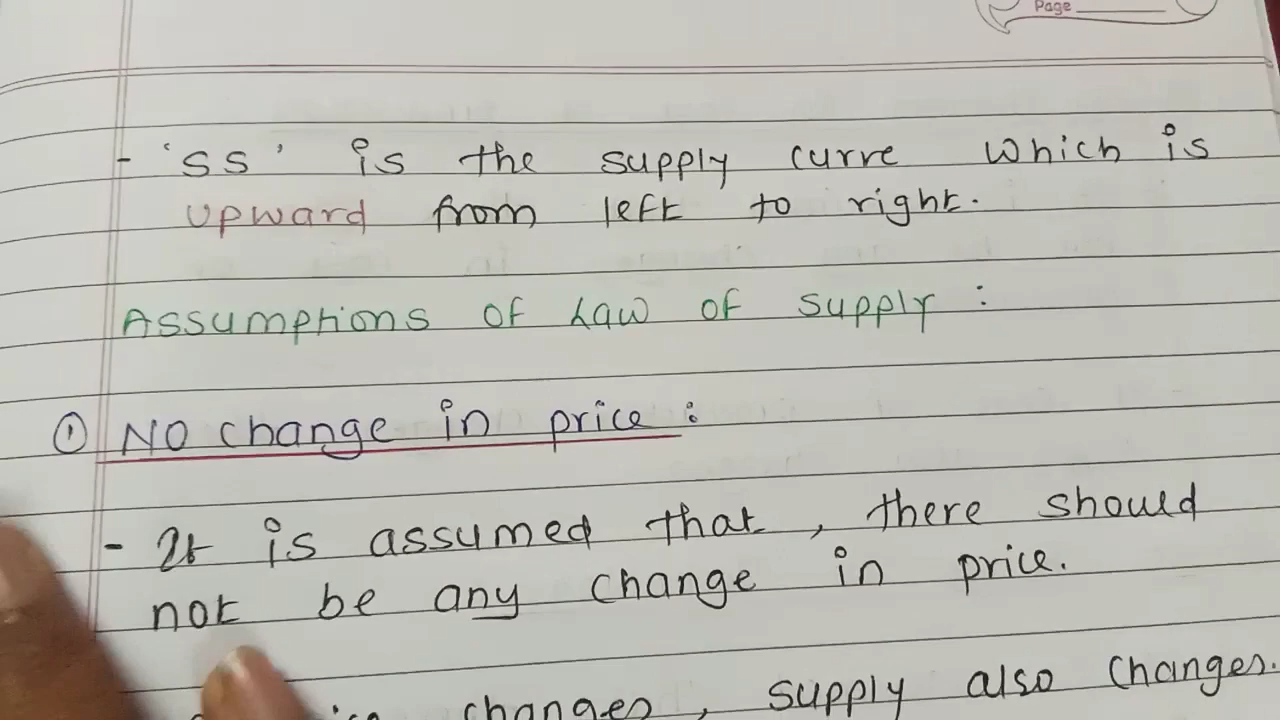 Page
- 'SS' is the supply curve which is
upward from left to right.
Assumptions of Law of supply :
① No change in price :
- It is assumed that, there should
not be any change in price.
changes, supply also changes.